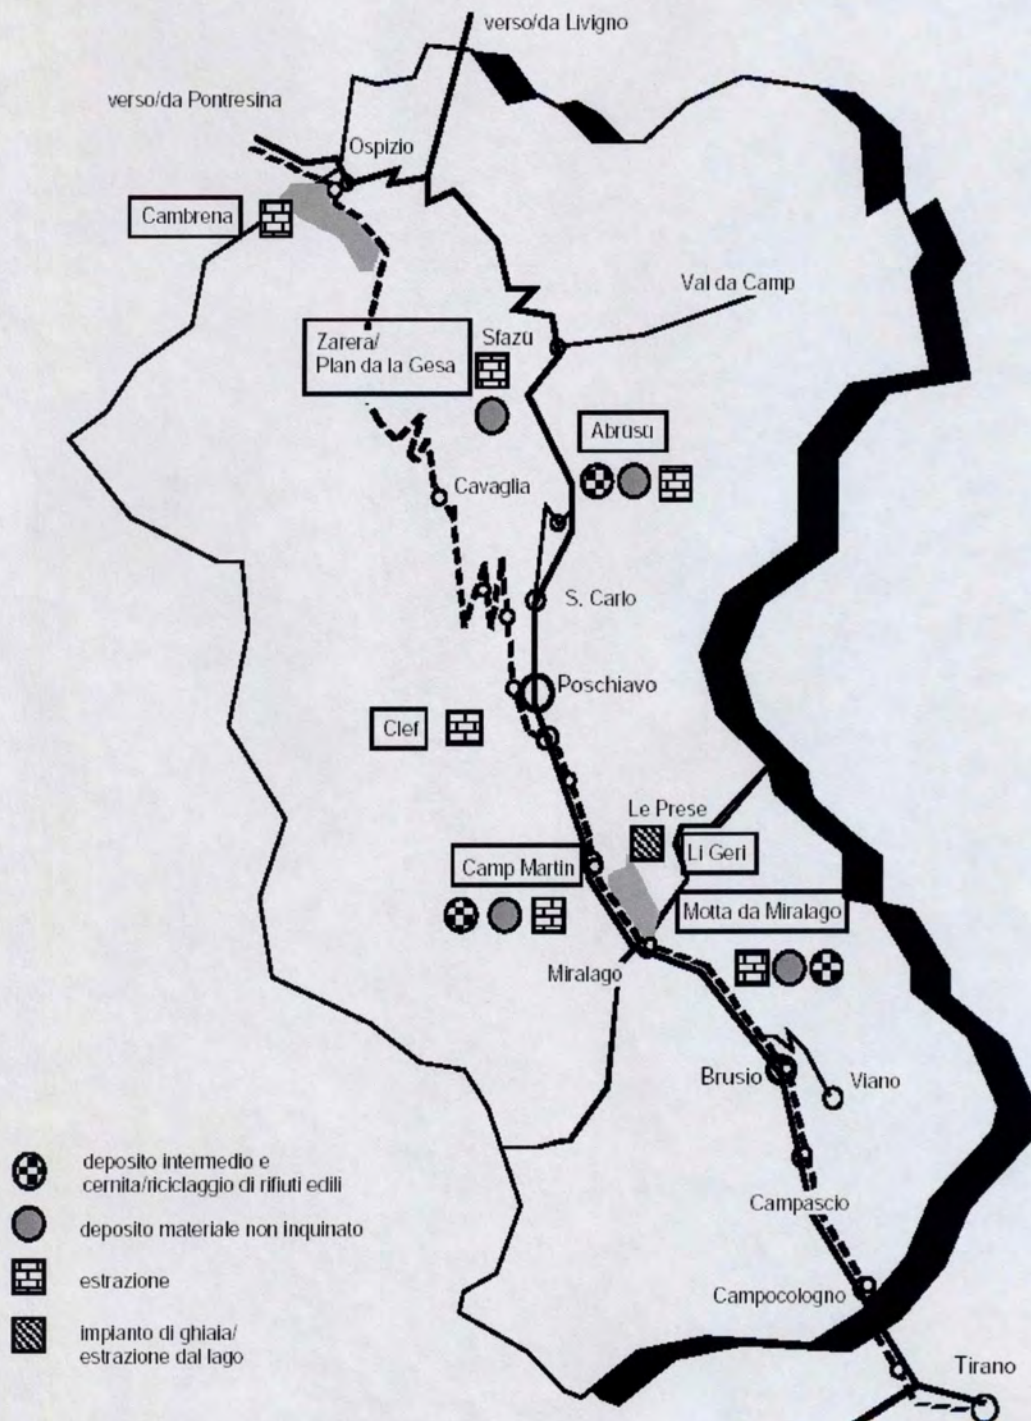 verso/da Livigno
verso/da Pontresina
Ospizio
Cambrena
Val da Camp
Zarera/
Plan da la Gesa
Sfazù
Abrusu
Cavaglia
S. Carlo
Poschiavo
Clef
Le Prese
Li Geri
Camp Martin
Motta da Miralago
Miralago
Brusio
Viano
Campascio
Campocologno
Tirano
deposito intermedio e
cernita/riciclaggio di rifiuti edili
deposito materiale non inquinato
estrazione
impianto di ghiaia/
estrazione dal lago